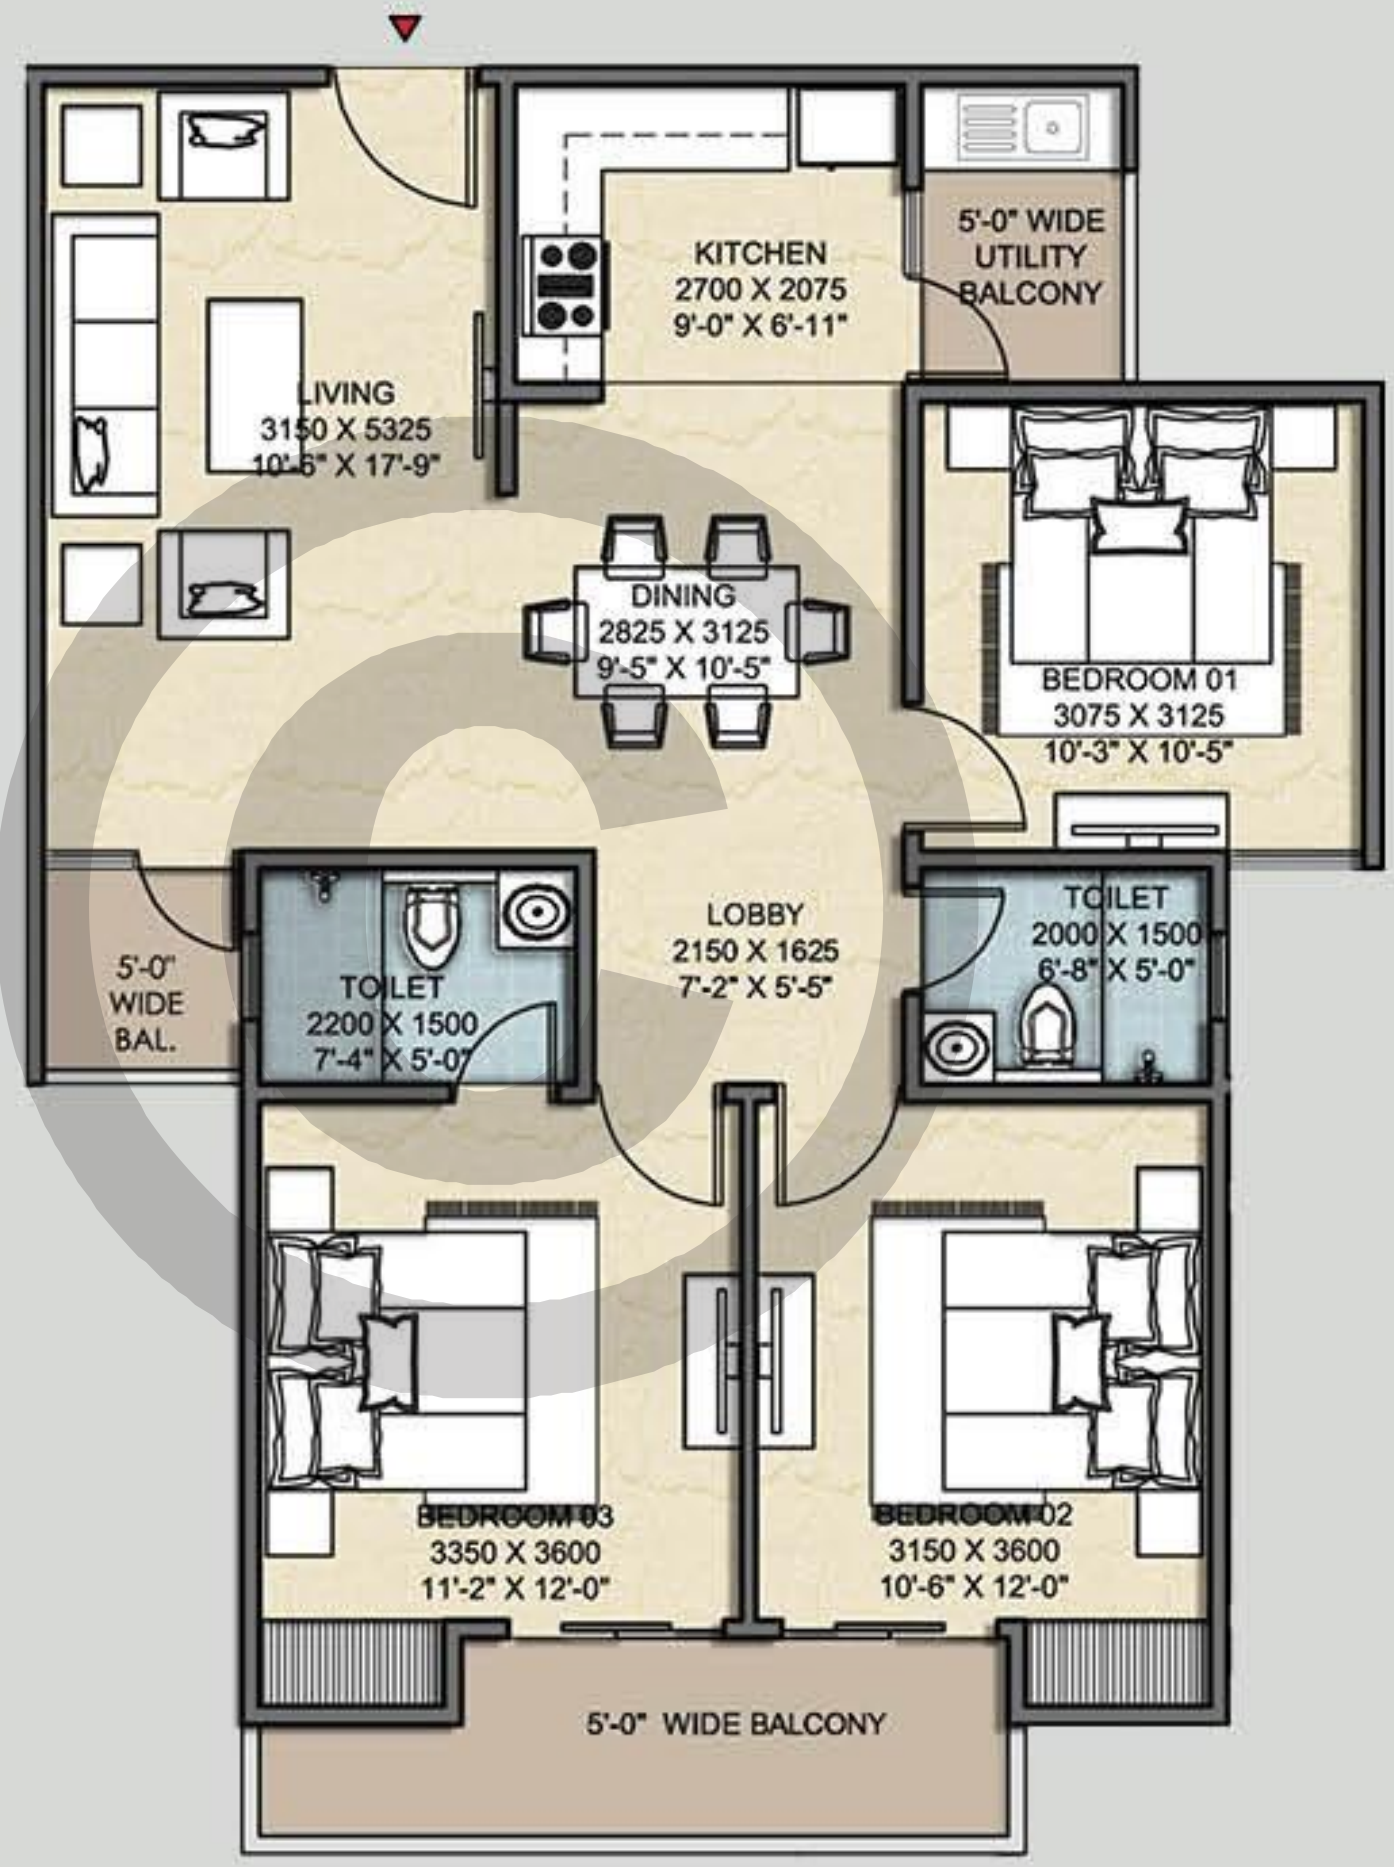 KITCHEN
2700 X 2075
9'-0" X 6'-11"
5'-0" WIDE
UTILITY
BALCONY
LIVING
3150 X 5325
10'-6" X 17'-9"
DINING
2825 X 3125
9'-5" X 10'-5"
BEDROOM 01
3075 X 3125
10'-3" X 10'-5"
5'-0"
WIDE
BAL.
TOILET
2200 X 1500
7'-4" X 5'-0"
LOBBY
2150 X 1625
7'-2" X 5'-5"
TOILET
2000 X 1500
6'-8" X 5'-0"
BEDROOM 03
3350 X 3600
11'-2" X 12'-0"
BEDROOM 02
3150 X 3600
10'-6" X 12'-0"
5'-0" WIDE BALCONY
©